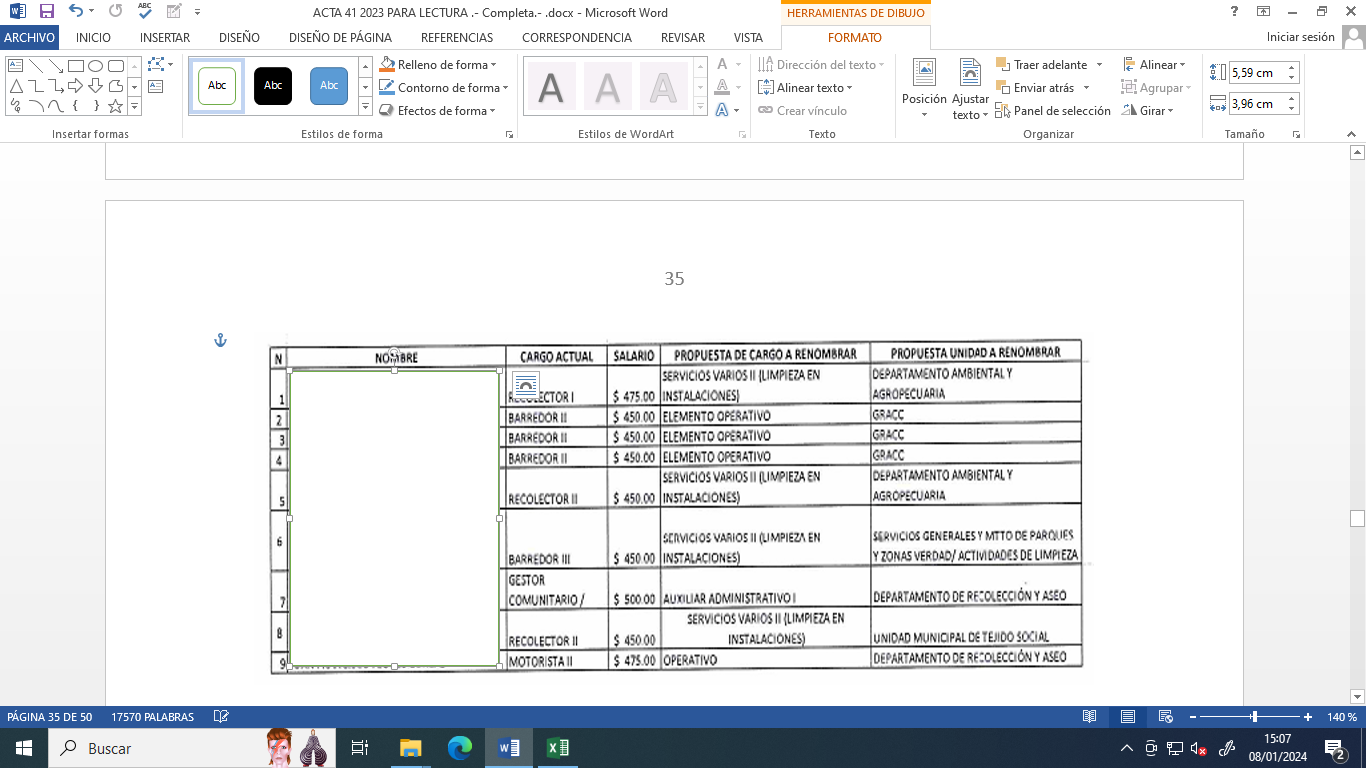 ACTA 41 2023 PARA LECTURA .- Completa.- .docx - Microsoft Word
HERRAMIENTAS DE DIBUJO
ARCHIVO INICIO INSERTAR DISEÑO DISEÑO DE PÁGINA REFERENCIAS CORRESPONDENCIA REVISAR VISTA FORMATO Iniciar sesión
Abc Abc Abc
Relleno de forma
Contorno de forma
Efectos de forma
Dirección del texto
Alinear texto
Crear vínculo
Posición
Ajustar texto
Traer adelante
Enviar atrás
Panel de selección
Alinear
Agrupar
Girar
5,59 cm
3,96 cm
Insertar formas Estilos de forma Estilos de WordArt Texto Organizar Tamaño
35
N NOMBRE CARGO ACTUAL SALARIO PROPUESTA DE CARGO A RENOMBRAR PROPUESTA UNIDAD A RENOMBRAR
1 RECOLECTOR I $ 475.00 SERVICIOS VARIOS II (LIMPIEZA EN INSTALACIONES) DEPARTAMENTO AMBIENTAL Y AGROPECUARIA
2 BARREDOR II $ 450.00 ELEMENTO OPERATIVO GRACC
3 BARREDOR II $ 450.00 ELEMENTO OPERATIVO GRACC
4 BARREDOR II $ 450.00 ELEMENTO OPERATIVO GRACC
5 RECOLECTOR II $ 450.00 SERVICIOS VARIOS II (LIMPIEZA EN INSTALACIONES) DEPARTAMENTO AMBIENTAL Y AGROPECUARIA
6 BARREDOR III $ 450.00 SERVICIOS VARIOS II (LIMPIEZA EN INSTALACIONES) SERVICIOS GENERALES Y MTTO DE PARQUES Y ZONAS VERDAD/ ACTIVIDADES DE LIMPIEZA
7 GESTOR COMUNITARIO / $ 500.00 AUXILIAR ADMINISTRATIVO I DEPARTAMENTO DE RECOLECCIÓN Y ASEO
8 RECOLECTOR II $ 450.00 SERVICIOS VARIOS II (LIMPIEZA EN INSTALACIONES) UNIDAD MUNICIPAL DE TEJIDO SOCIAL
9 MOTORISTA II $ 475.00 OPERATIVO DEPARTAMENTO DE RECOLECCIÓN Y ASEO
PÁGINA 35 DE 50 17570 PALABRAS 140 %
Buscar
15:07
08/01/2024
2